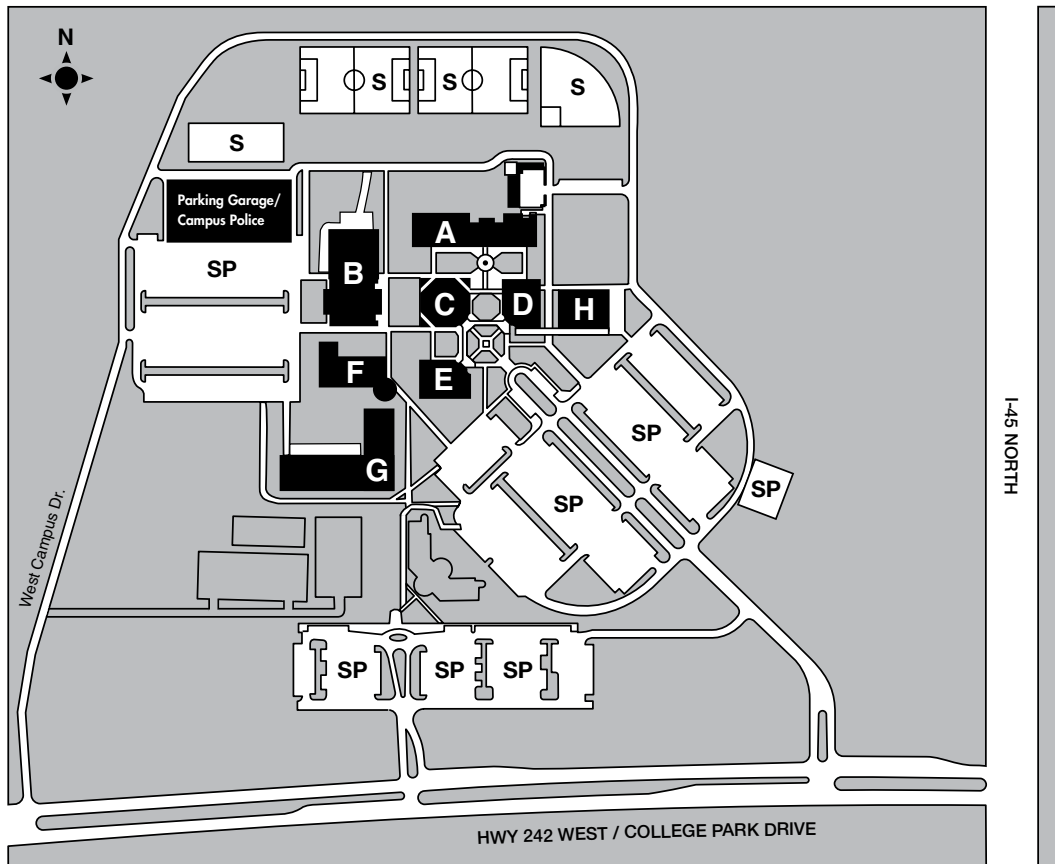 N
S
S
S
S
Parking Garage/
Campus Police
A
SP
B
C
D
H
F
E
SP
G
SP
SP
I-45 NORTH
West Campus Dr.
SP
SP
SP
HWY 242 WEST / COLLEGE PARK DRIVE